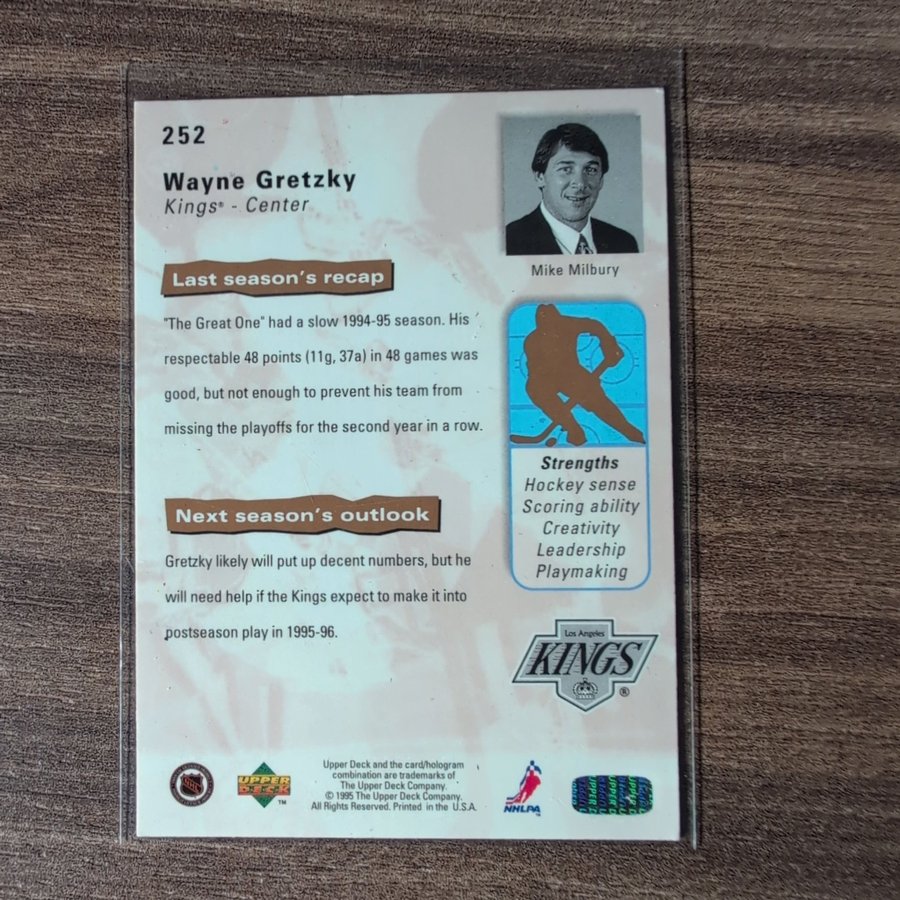 252
Wayne Gretzky
Kings® - Center
Mike Milbury
Last season's recap
"The Great One" had a slow 1994-95 season. His
respectable 48 points (11g, 37a) in 48 games was
good, but not enough to prevent his team from
missing the playoffs for the second year in a row.
Next season's outlook
Gretzky likely will put up decent numbers, but he
will need help if the Kings expect to make it into
postseason play in 1995-96.
Strengths
Hockey sense
Scoring ability
Creativity
Leadership
Playmaking
Los Angeles
KINGS
®
NHL
UPPER
DECK
™
Upper Deck and the card/hologram
combination are trademarks of
The Upper Deck Company.
© 1995 The Upper Deck Company.
All Rights Reserved. Printed in the U.S.A.
NHLPA